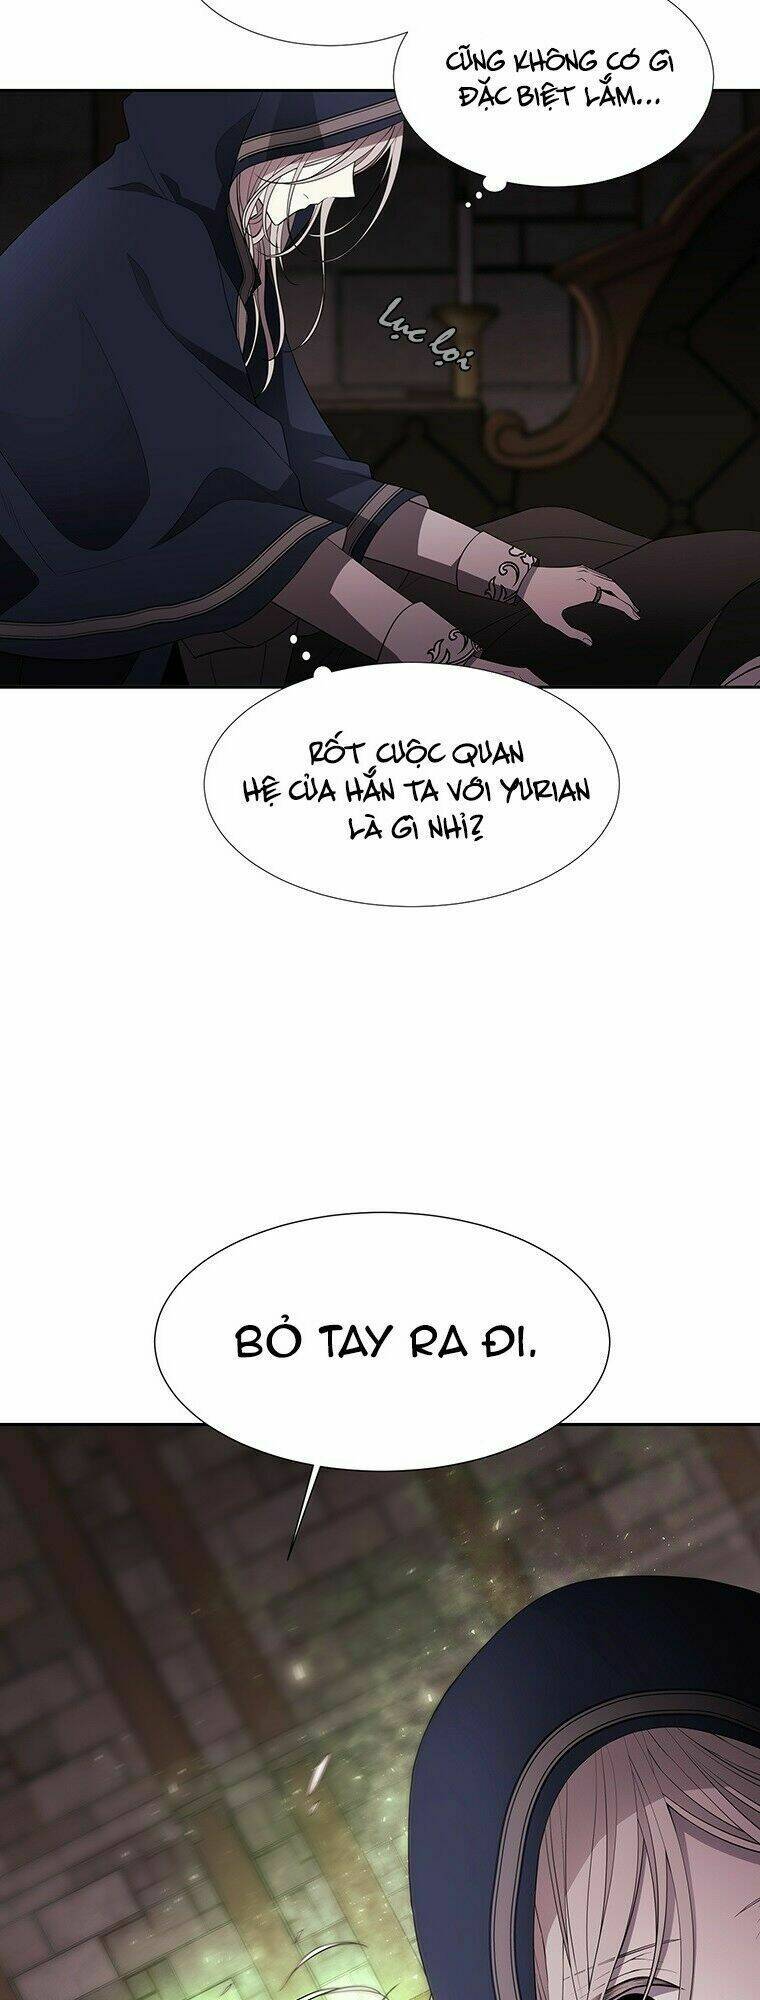 CŨNG KHÔNG CÓ GÌ
ĐẶC BIỆT LẮM...
lục lọi
RỐT CUỘC QUAN
HỆ CỦA HẮN TA VỚI YURIAN
LÀ GÌ NHỈ?
BỎ TAY RA ĐI.